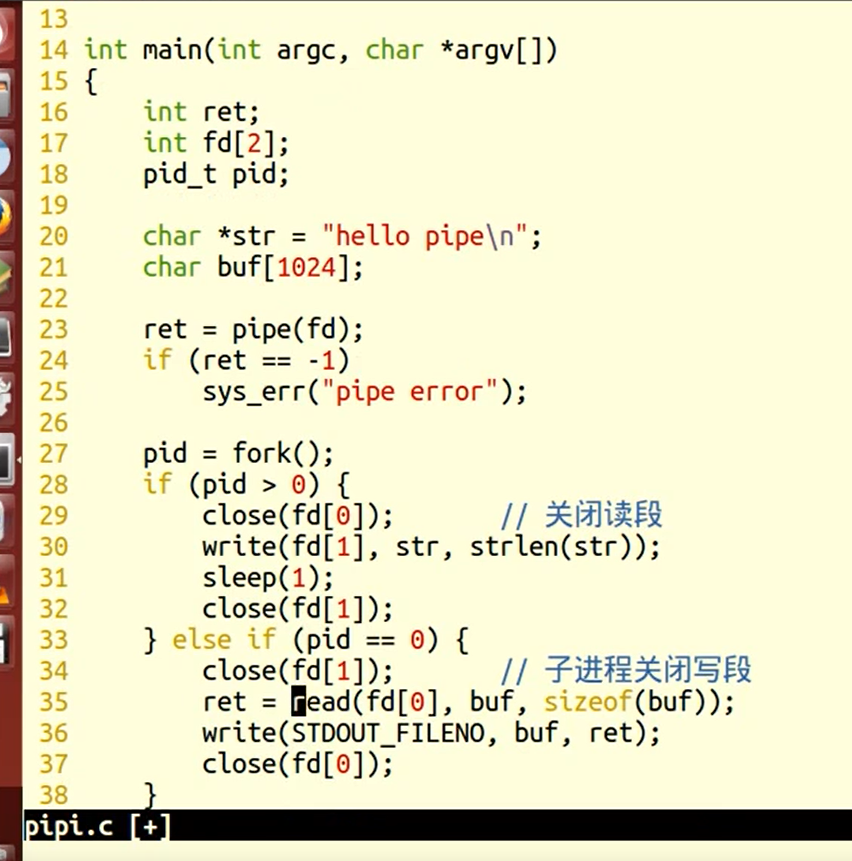 13
14 int main(int argc, char *argv[])
15 {
16     int ret;
17     int fd[2];
18     pid_t pid;
19
20     char *str = "hello pipe\n";
21     char buf[1024];
22
23     ret = pipe(fd);
24     if (ret == -1)
25         sys_err("pipe error");
26
27     pid = fork();
28     if (pid > 0) {
29         close(fd[0]);       // 关闭读段
30         write(fd[1], str, strlen(str));
31         sleep(1);
32         close(fd[1]);
33     } else if (pid == 0) {
34         close(fd[1]);       // 子进程关闭写段
35         ret = read(fd[0], buf, sizeof(buf));
36         write(STDOUT_FILENO, buf, ret);
37         close(fd[0]);
38     }
pipi.c [+]